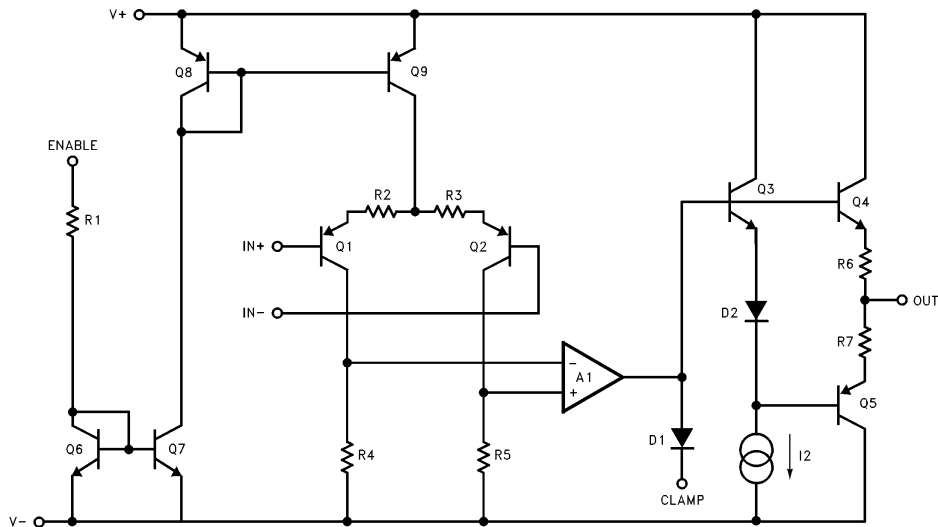 V+
Q8
Q9
ENABLE
R1
R2
R3
Q3
Q4
IN+
Q1
Q2
R6
OUT
IN-
D2
R7
-
A1
+
Q5
Q6
Q7
R4
R5
D1
I2
CLAMP
V-